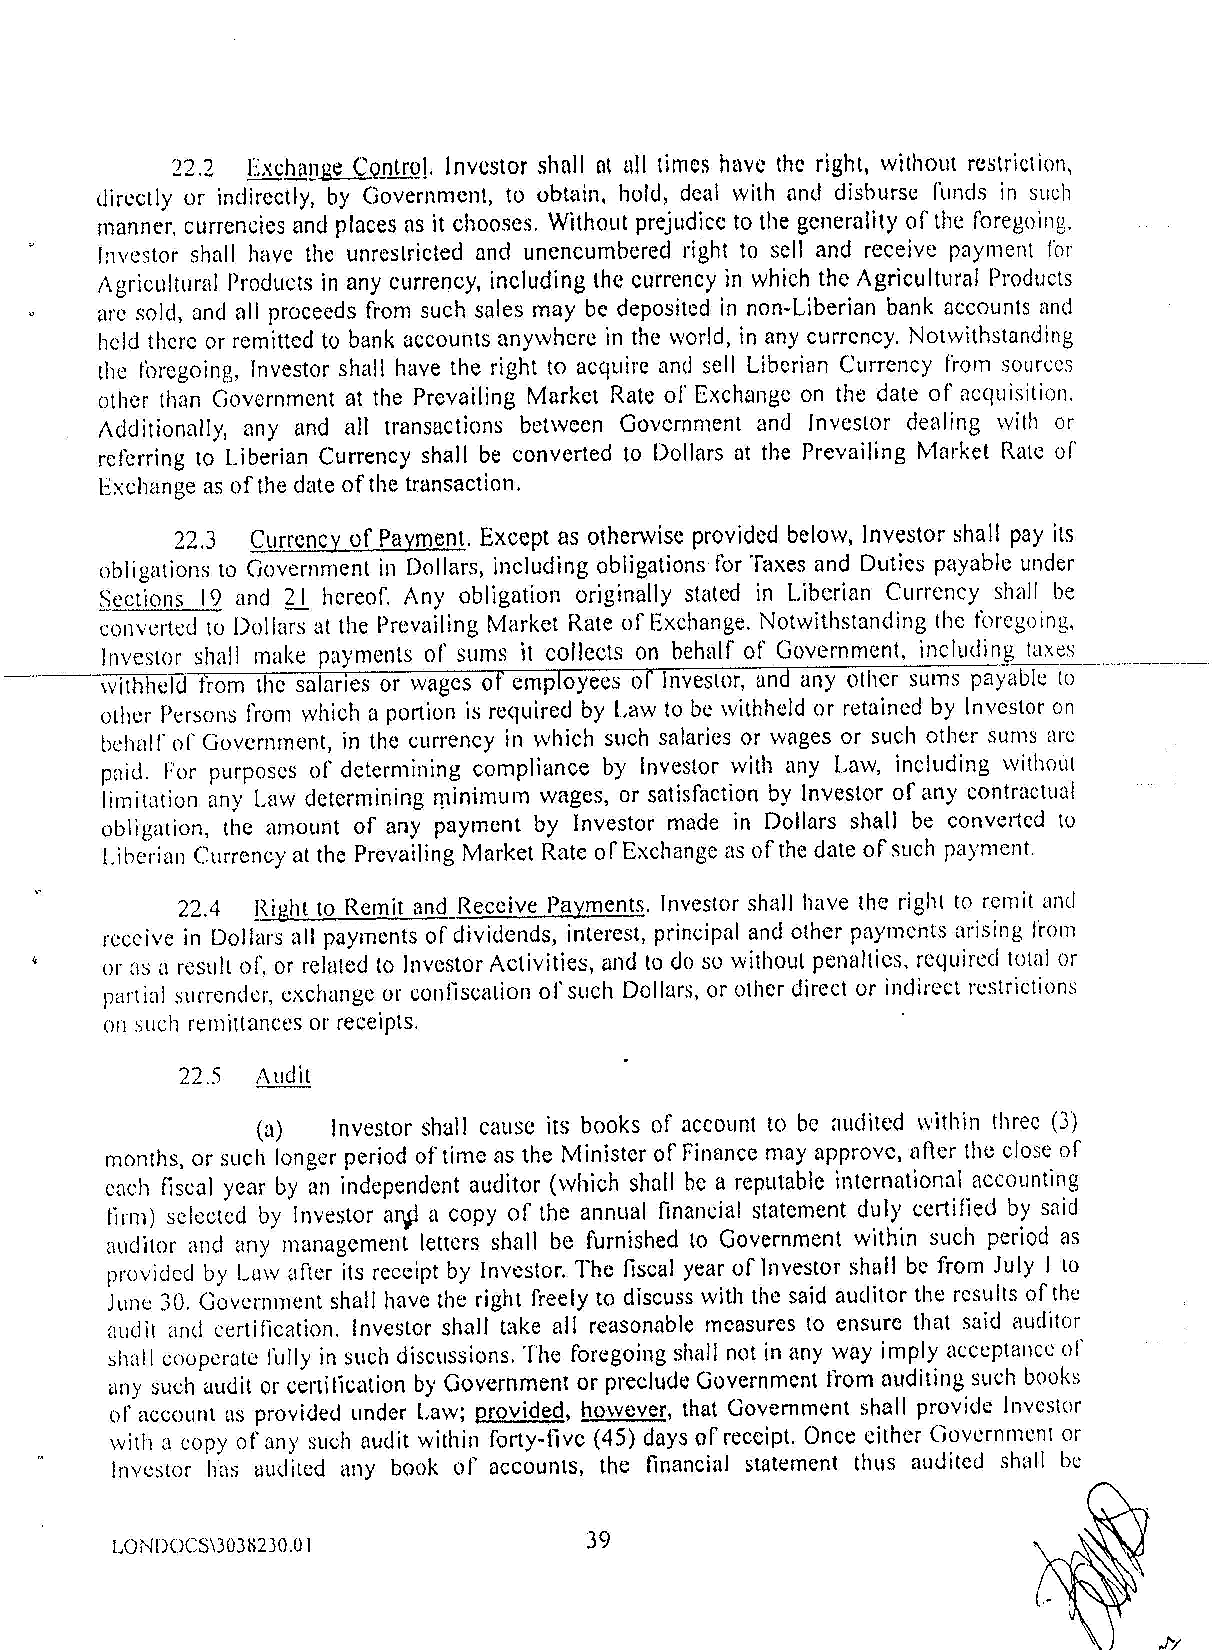 22.2 Exchange Control. Investor shall at all times have the right, without restriction,
directly or indirectly, by Government, to obtain, hold, deal with and disburse funds in such
manner, currencies and places as it chooses. Without prejudice to the generality of the foregoing,
Investor shall have the unrestricted and unencumbered right to sell and receive payment for
Agricultural Products in any currency, including the currency in which the Agricultural Products
are sold, and all proceeds from such sales may be deposited in non-Liberian bank accounts and
held there or remitted to bank accounts anywhere in the world, in any currency. Notwithstanding
the foregoing, Investor shall have the right to acquire and sell Liberian Currency from sources
other than Government at the Prevailing Market Rate of Exchange on the date of acquisition.
Additionally, any and all transactions between Government and Investor dealing with or
referring to Liberian Currency shall be converted to Dollars at the Prevailing Market Rate of
Exchange as of the date of the transaction.
22.3 Currency of Payment. Except as otherwise provided below, Investor shall pay its
obligations to Government in Dollars, including obligations for Taxes and Duties payable under
Sections 19 and 21 hereof. Any obligation originally stated in Liberian Currency shall be
converted to Dollars at the Prevailing Market Rate of Exchange. Notwithstanding the foregoing,
Investor shall make payments of sums it collects on behalf of Government, including taxes
withheld from the salaries or wages of employees of Investor, and any other sums payable to
other Persons from which a portion is required by Law to be withheld or retained by Investor on
behalf of Government, in the currency in which such salaries or wages or such other sums are
paid. For purposes of determining compliance by Investor with any Law, including without
limitation any Law determining minimum wages, or satisfaction by Investor of any contractual
obligation, the amount of any payment by Investor made in Dollars shall be converted to
Liberian Currency at the Prevailing Market Rate of Exchange as of the date of such payment.
22.4 Right to Remit and Receive Payments. Investor shall have the right to remit and
receive in Dollars all payments of dividends, interest, principal and other payments arising from
or as a result of, or related to Investor Activities, and to do so without penalties, required total or
partial surrender, exchange or confiscation of such Dollars, or other direct or indirect restrictions
on such remittances or receipts.
22.5 Audit
(a) Investor shall cause its books of account to be audited within three (3)
months, or such longer period of time as the Minister of Finance may approve, after the close of
each fiscal year by an independent auditor (which shall be a reputable international accounting
firm) selected by Investor and a copy of the annual financial statement duly certified by said
auditor and any management letters shall be furnished to Government within such period as
provided by Law after its receipt by Investor. The fiscal year of Investor shall be from July 1 to
June 30. Government shall have the right freely to discuss with the said auditor the results of the
audit and certification. Investor shall take all reasonable measures to ensure that said auditor
shall cooperate fully in such discussions. The foregoing shall not in any way imply acceptance of
any such audit or certification by Government or preclude Government from auditing such books
of account as provided under Law; provided, however, that Government shall provide Investor
with a copy of any such audit within forty-five (45) days of receipt. Once either Government or
Investor has audited any book of accounts, the financial statement thus audited shall be
LONDOCS\3038230.01 39